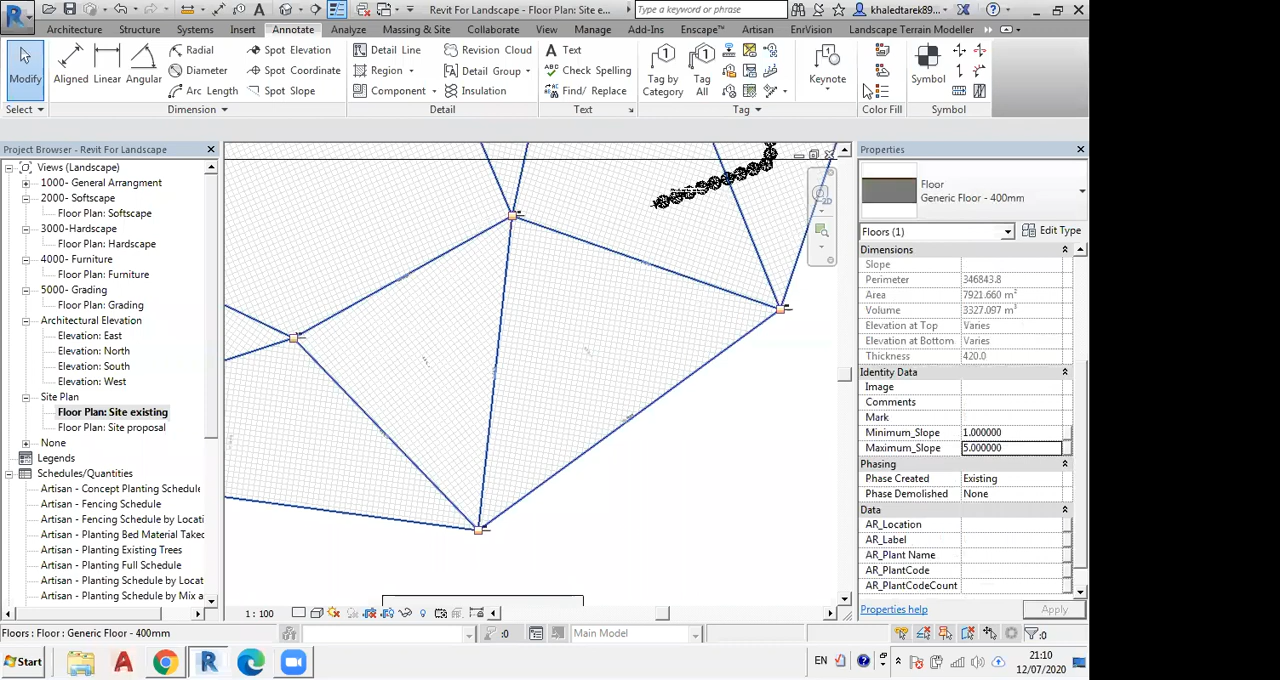 Revit For Landscape - Floor Plan: Site e...
Type a keyword or phrase
khaledtarek89...
Architecture
Structure
Systems
Insert
Annotate
Analyze
Massing & Site
Collaborate
View
Manage
Add-Ins
Enscape™
Artisan
EnrVision
Landscape Terrain Modeller
Modify
Aligned
Linear
Angular
Radial
Diameter
Arc Length
Spot Elevation
Spot Coordinate
Spot Slope
Detail Line
Region
Component
Revision Cloud
Detail Group
Insulation
Text
Check Spelling
Find/ Replace
Tag by
Category
Tag
All
Keynote
Symbol
Select
Dimension
Detail
Text
Tag
Color Fill
Symbol
Project Browser - Revit For Landscape
Views (Landscape)
1000- General Arrangment
2000- Softscape
Floor Plan: Softscape
3000-Hardscape
Floor Plan: Hardscape
4000- Furniture
Floor Plan: Furniture
5000- Grading
Floor Plan: Grading
Architectural Elevation
Elevation: East
Elevation: North
Elevation: South
Elevation: West
Site Plan
Floor Plan: Site existing
Floor Plan: Site proposal
None
Legends
Schedules/Quantities
Artisan - Concept Planting Schedule
Artisan - Fencing Schedule
Artisan - Fencing Schedule by Locati
Artisan - Planting Bed Material Takec
Artisan - Planting Existing Trees
Artisan - Planting Full Schedule
Artisan - Planting Schedule by Locat
Artisan - Planting Schedule by Mix a
2D
Properties
Floor
Generic Floor - 400mm
Floors (1)
Edit Type
Dimensions
Slope
Perimeter 346843.8
Area 7921.660 m²
Volume 3327.097 m³
Elevation at Top Varies
Elevation at Bottom Varies
Thickness 420.0
Identity Data
Image
Comments
Mark
Minimum_Slope 1.000000
Maximum_Slope 5.000000
Phasing
Phase Created Existing
Phase Demolished None
Data
AR_Location
AR_Label
AR_Plant Name
AR_PlantCode
AR_PlantCodeCount
Properties help
Apply
1 : 100
Floors : Floor : Generic Floor - 400mm
:0
Main Model
:0
Start
EN
21:10
12/07/2020